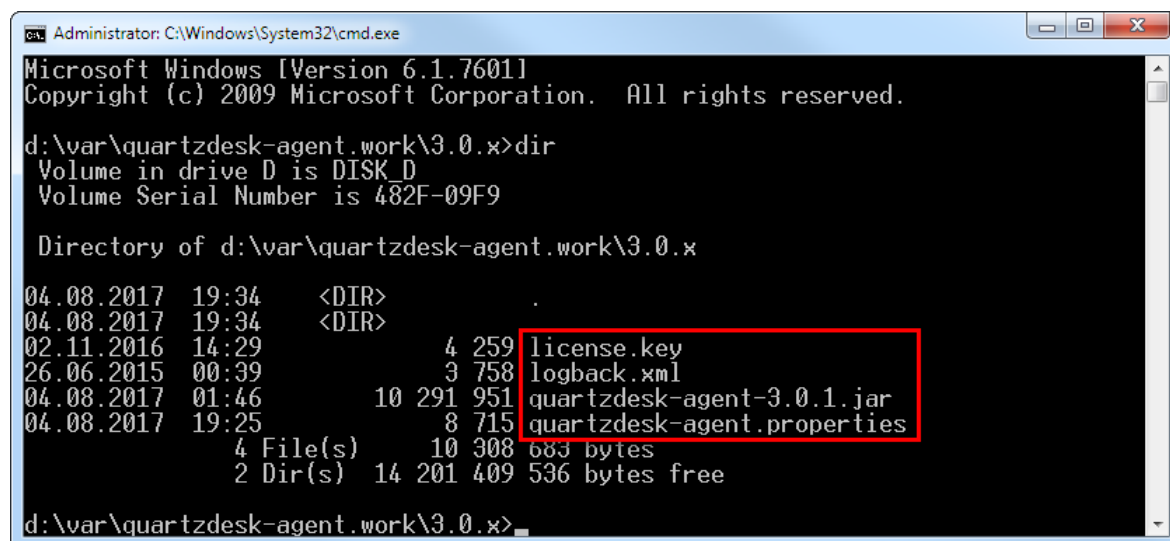 Administrator: C:\Windows\System32\cmd.exe
Microsoft Windows [Version 6.1.7601]
Copyright (c) 2009 Microsoft Corporation.  All rights reserved.
d:\var\quartzdesk-agent.work\3.0.x>dir
 Volume in drive D is DISK_D
 Volume Serial Number is 482F-09F9
 Directory of d:\var\quartzdesk-agent.work\3.0.x
04.08.2017  19:34    <DIR>          .
04.08.2017  19:34    <DIR>
02.11.2016  14:29             4 259 license.key
26.06.2015  00:39             3 758 logback.xml
04.08.2017  01:46        10 291 951 quartzdesk-agent-3.0.1.jar
04.08.2017  19:25             8 715 quartzdesk-agent.properties
               4 File(s)     10 308 683 bytes
               2 Dir(s)  14 201 409 536 bytes free
d:\var\quartzdesk-agent.work\3.0.x>